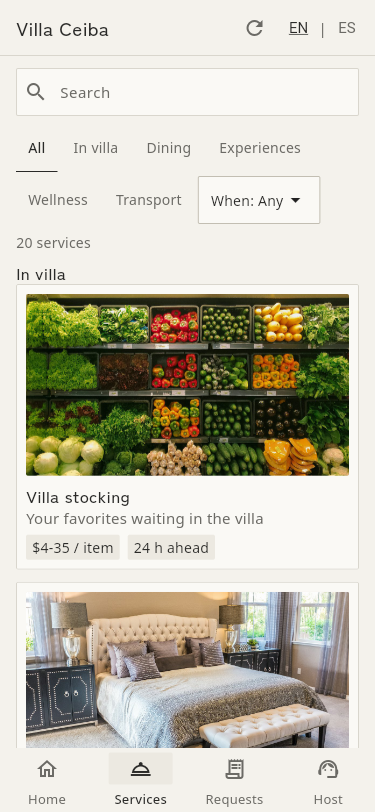 Villa Ceiba
EN | ES
Search
All In villa Dining Experiences
Wellness Transport When: Any
20 services
In villa
Villa stocking
Your favorites waiting in the villa
$4-35 / item 24 h ahead
Home Services Requests Host